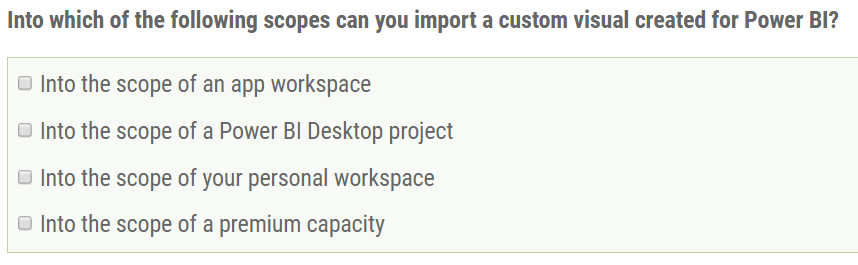 Into which of the following scopes can you import a custom visual created for Power BI?
Into the scope of an app workspace
Into the scope of a Power BI Desktop project
Into the scope of your personal workspace
Into the scope of a premium capacity